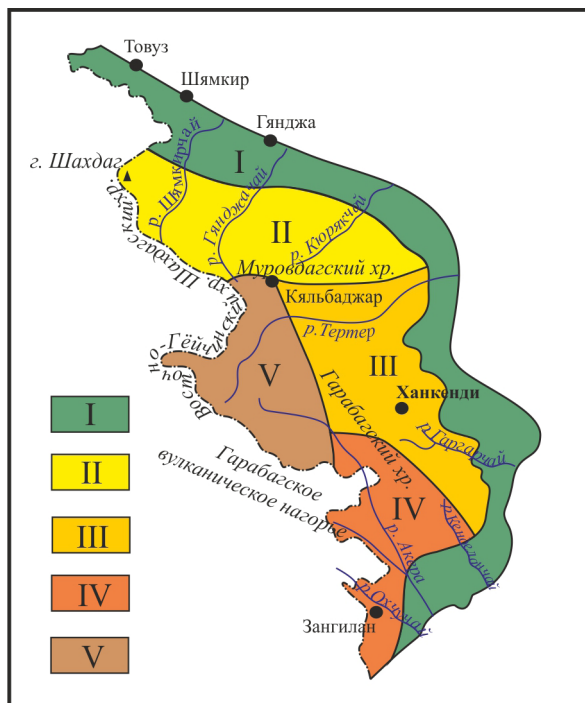 Товуз
Шямкир
Гянджа
г. Шахдаг
I
р. Шямкирчай
р. Гянджачай
р. Кюрякчай
II
Шахдагский хр.
Муровдагский хр.
Кяльбаджар
р.Тертер
Восточно-Гёйчинский хр.
V
III
Ханкенди
Гарабагский хр.
р.Гаргарчай
I
Гарабагское
вулканическое нагорье
II
IV
р. Акера
р.Кенделенчай
III
р.Охчучай
Зангилан
IV
V